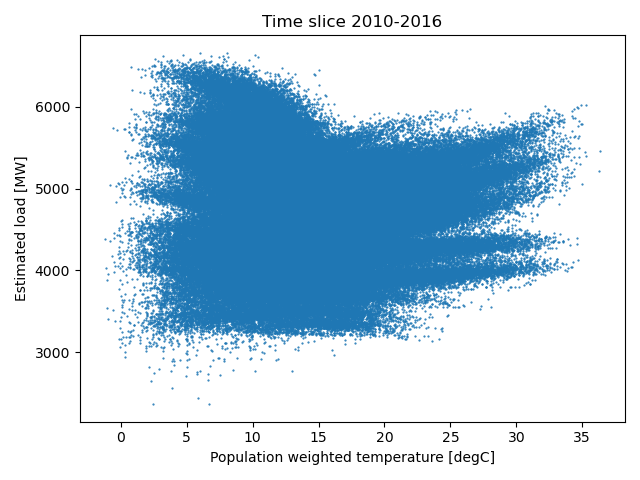 Time slice 2010-2016
Estimated load [MW]
6000
5000
4000
3000
0 5 10 15 20 25 30 35
Population weighted temperature [degC]